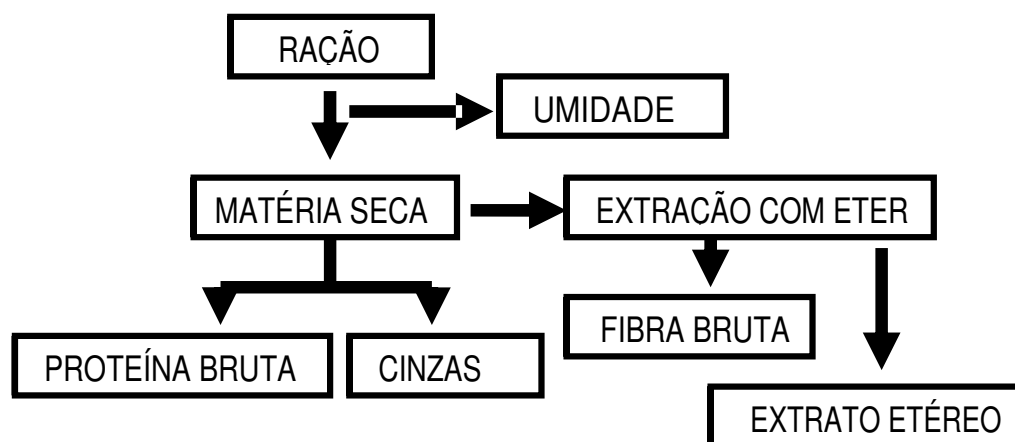 RAÇÃO
UMIDADE
MATÉRIA SECA
EXTRAÇÃO COM ETER
FIBRA BRUTA
PROTEÍNA BRUTA
CINZAS
EXTRATO ETÉREO